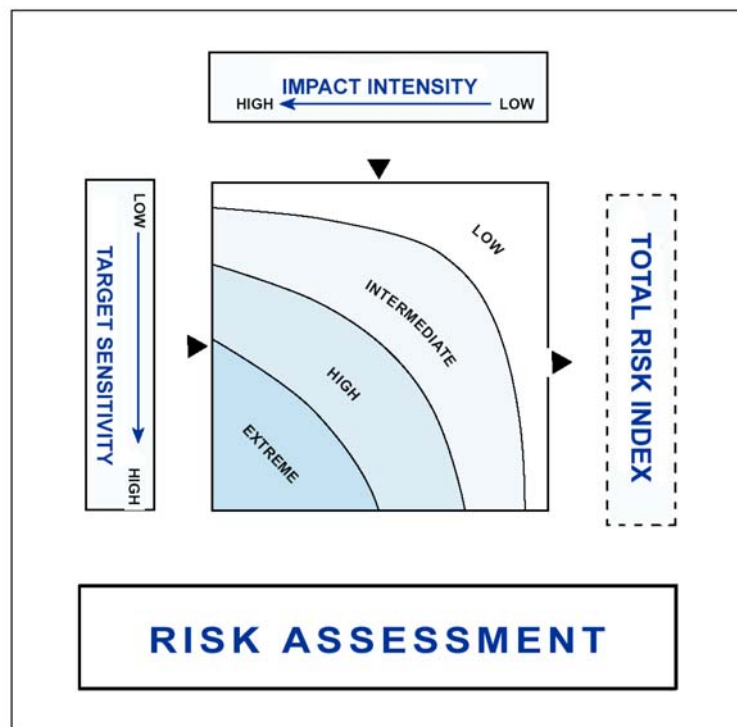 IMPACT INTENSITY
HIGH LOW
LOW
TARGET SENSITIVITY
HIGH
LOW
INTERMEDIATE
HIGH
EXTREME
TOTAL RISK INDEX
RISK ASSESSMENT